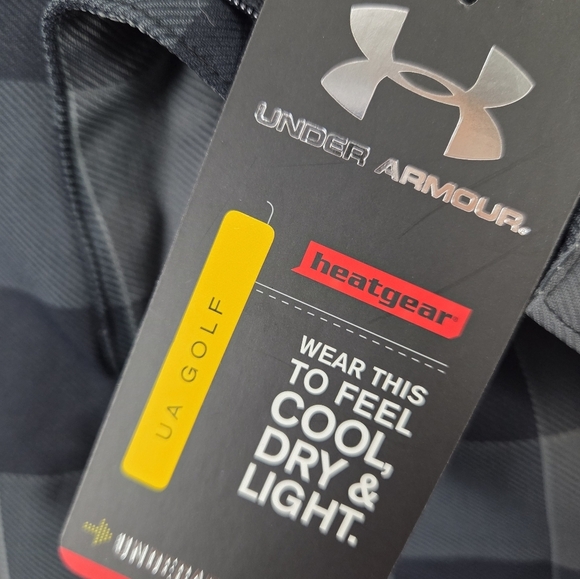 UNDER ARMOUR.
heatgear®
UA GOLF
WEAR THIS
TO FEEL
COOL,
DRY &
LIGHT.